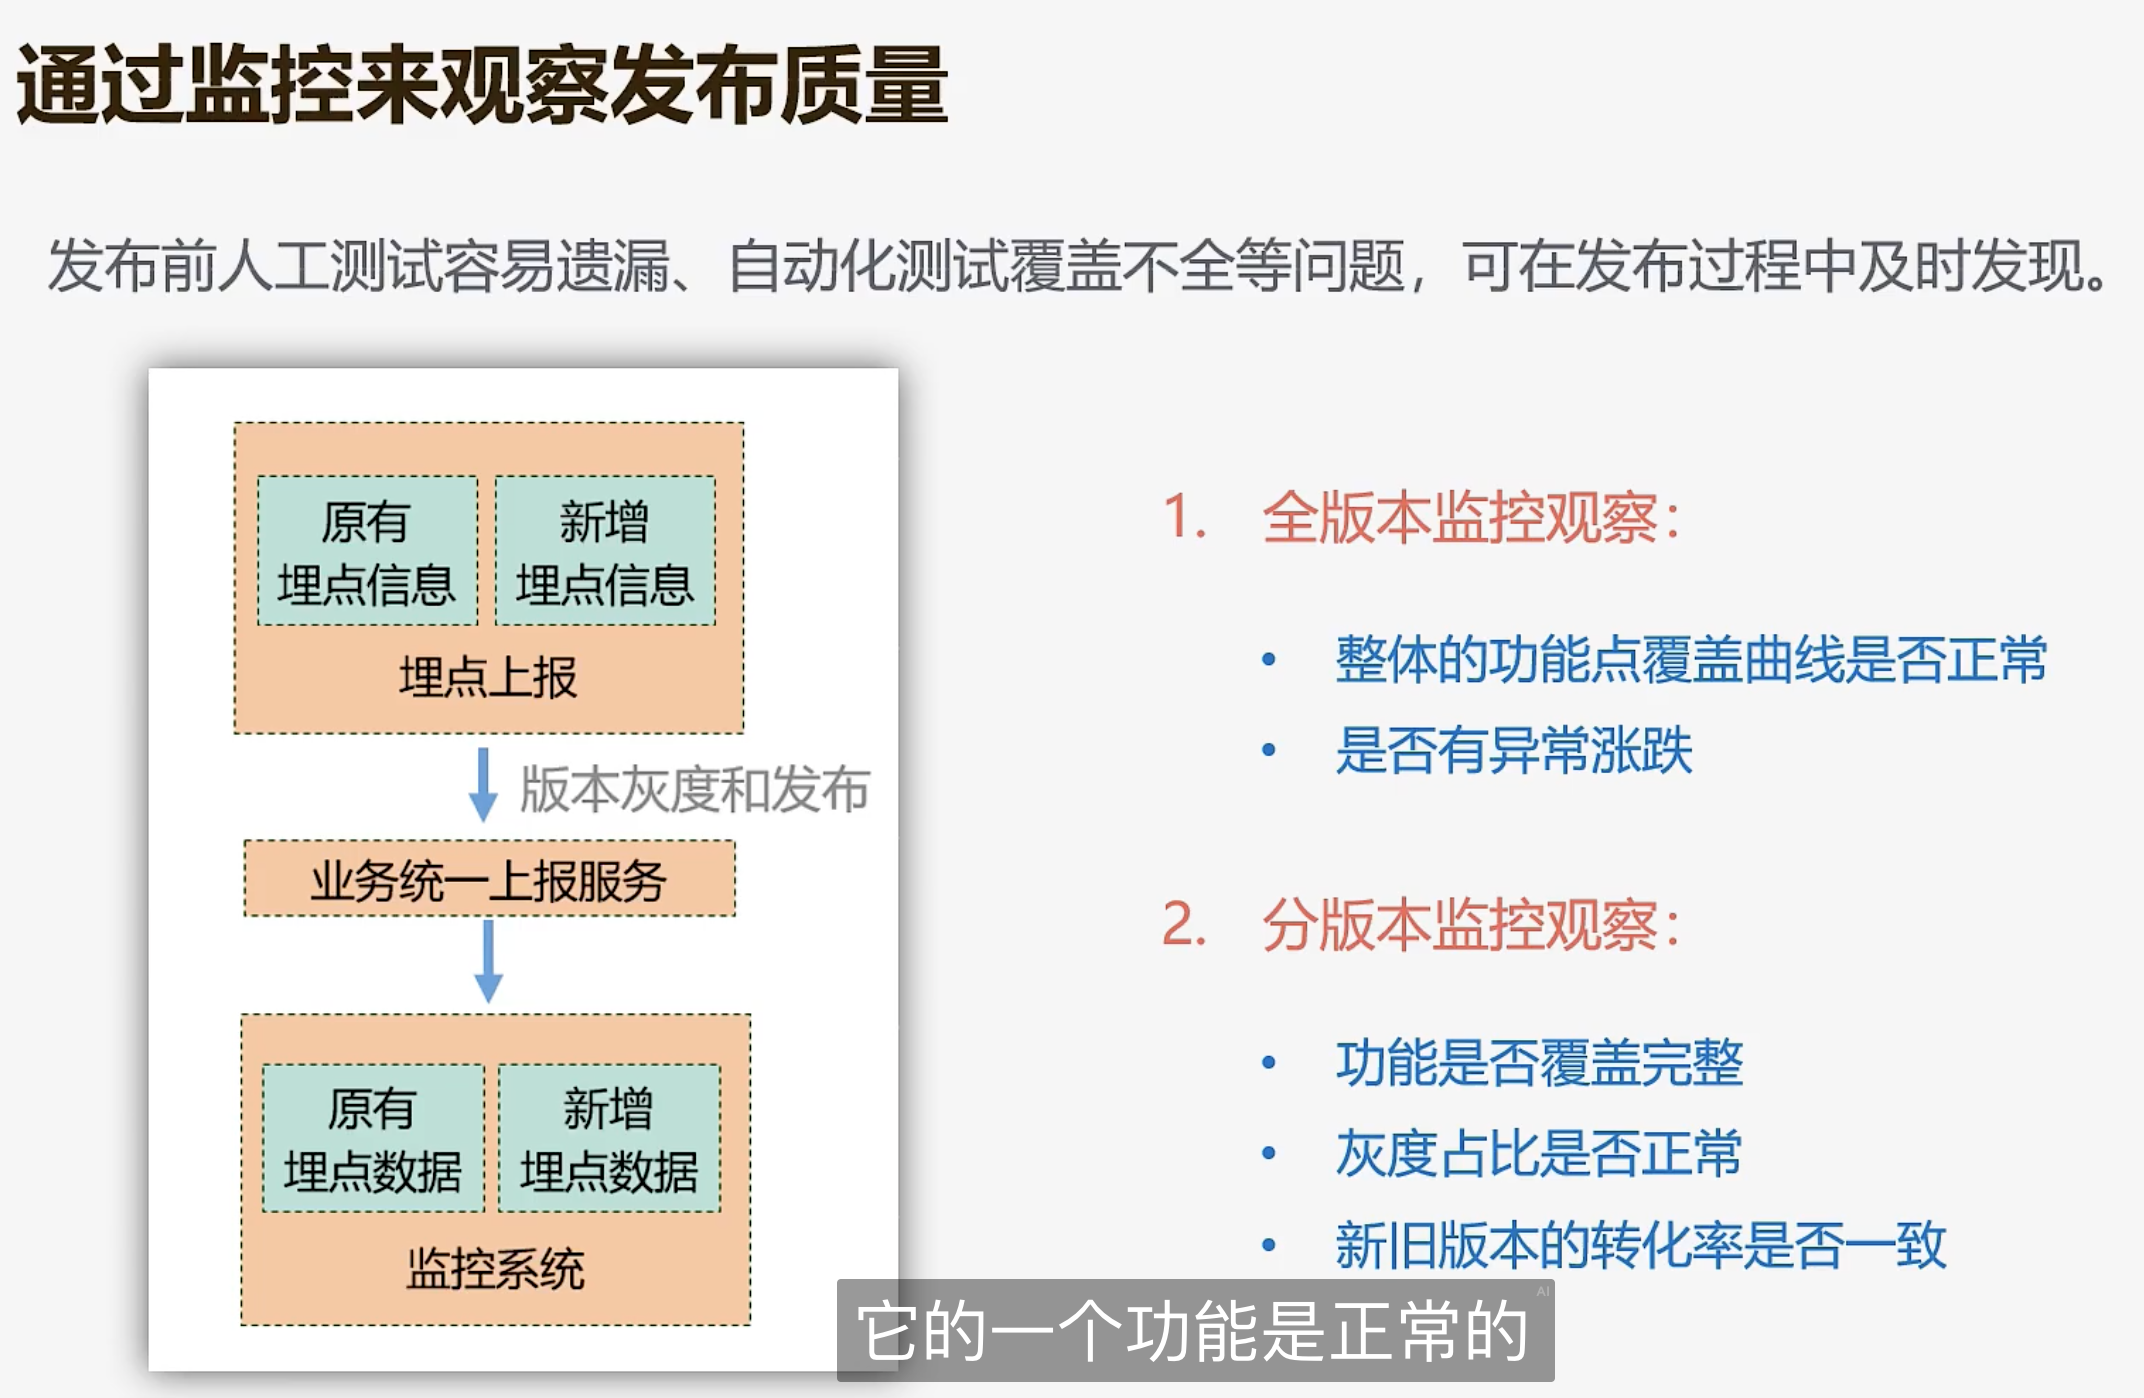 通过监控来观察发布质量
发布前人工测试容易遗漏、自动化测试覆盖不全等问题，可在发布过程中及时发现。
原有
埋点信息
新增
埋点信息
埋点上报
版本灰度和发布
业务统一上报服务
原有
埋点数据
新增
埋点数据
监控系统
1. 全版本监控观察：
• 整体的功能点覆盖曲线是否正常
• 是否有异常涨跌
2. 分版本监控观察：
• 功能是否覆盖完整
• 灰度占比是否正常
• 新旧版本的转化率是否一致
它的一个功能是正常的
AI